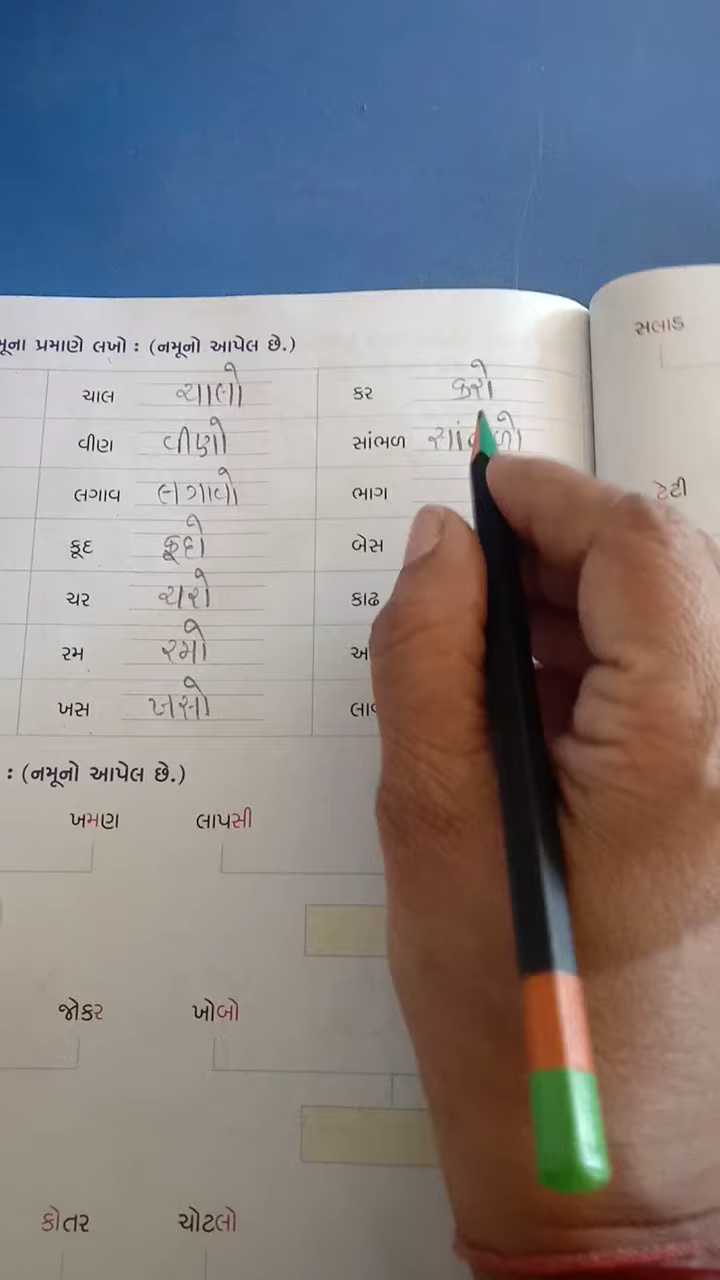 પ્રમાણે લખો : (નમૂનો આપેલ છે.)
ચાલ ચાલો કર કરો
વીણ વીણો સાંભળ
લગાવ લગાવો ભાગ
કૂદ કૂદો બેસ
ચર ચરો કાઢ
રમ રમો
ખસ ખસો
: (નમૂનો આપેલ છે.)
ખમણ લાપસી
જોકર ખોબો
કોતર ચોટલો
સલાડ
ટેટી